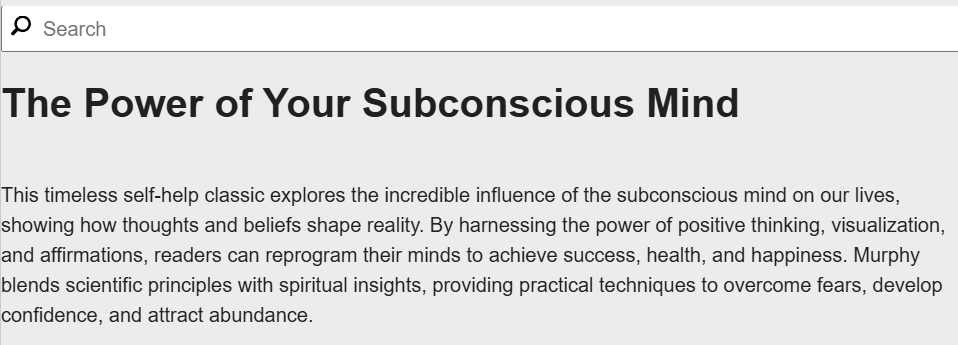 Search
The Power of Your Subconscious Mind
This timeless self-help classic explores the incredible influence of the subconscious mind on our lives,
showing how thoughts and beliefs shape reality. By harnessing the power of positive thinking, visualization,
and affirmations, readers can reprogram their minds to achieve success, health, and happiness. Murphy
blends scientific principles with spiritual insights, providing practical techniques to overcome fears, develop
confidence, and attract abundance.